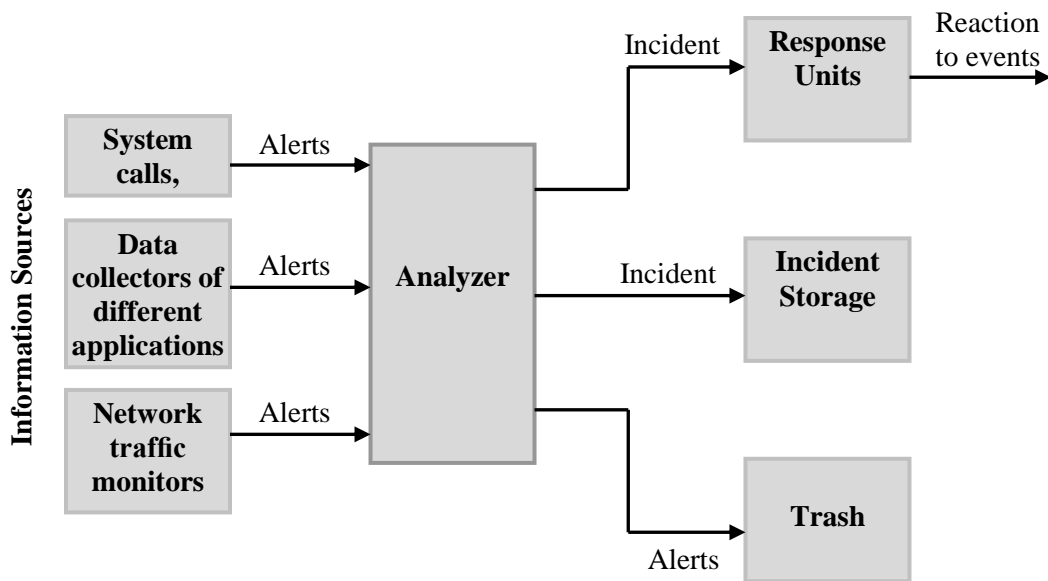 Information Sources
System
calls,
Data
collectors of
different
applications
Network
traffic
monitors
Alerts
Alerts
Alerts
Analyzer
Incident
Incident
Alerts
Response
Units
Incident
Storage
Trash
Reaction
to events